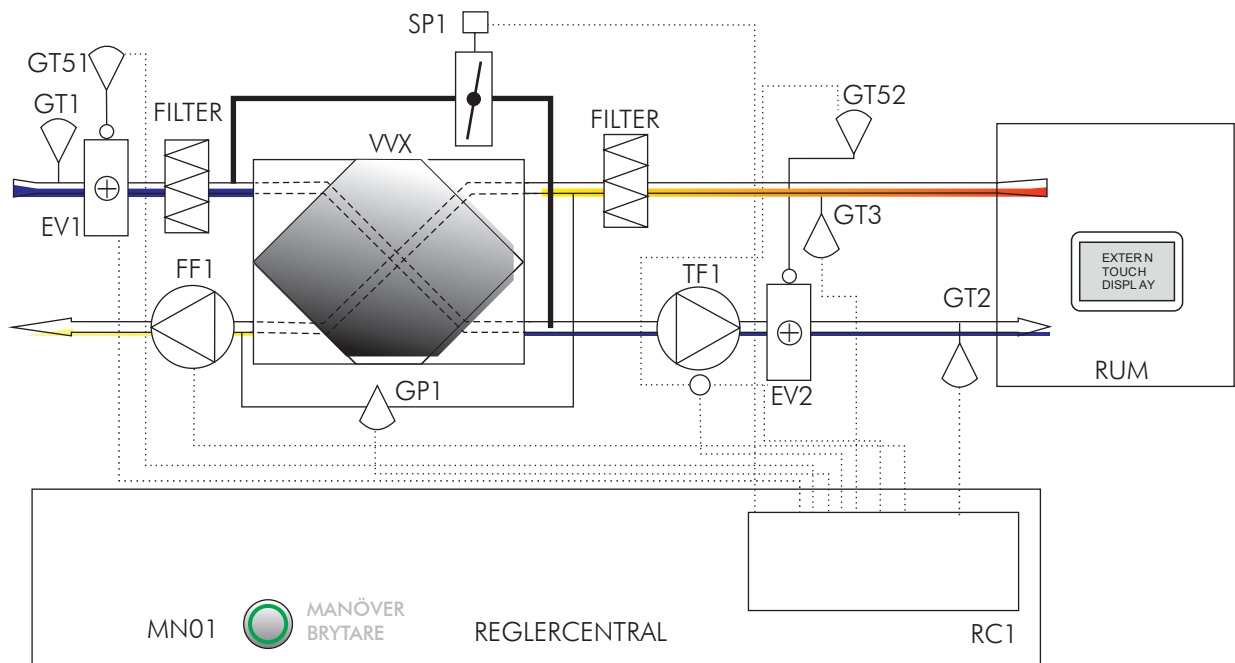 SP1
GT51
GT1
FILTER
VVX
FILTER
GT52
EV1
GT3
EXTERN
TOUCH
DISPLAY
FF1
TF1
GT2
GP1
EV2
RUM
MN01
MANÖVER
BRYTARE
REGLERCENTRAL
RC1